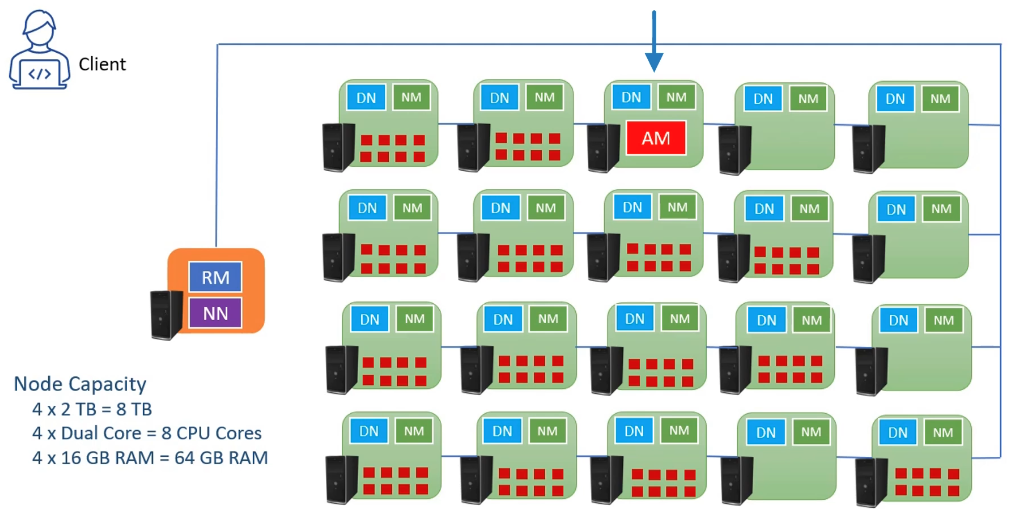 Client
DN NM DN NM DN NM DN NM DN NM
AM
DN NM DN NM DN NM DN NM DN NM
RM
NN
DN NM DN NM DN NM DN NM DN NM
Node Capacity
4 x 2 TB = 8 TB
4 x Dual Core = 8 CPU Cores
4 x 16 GB RAM = 64 GB RAM
DN NM DN NM DN NM DN NM DN NM